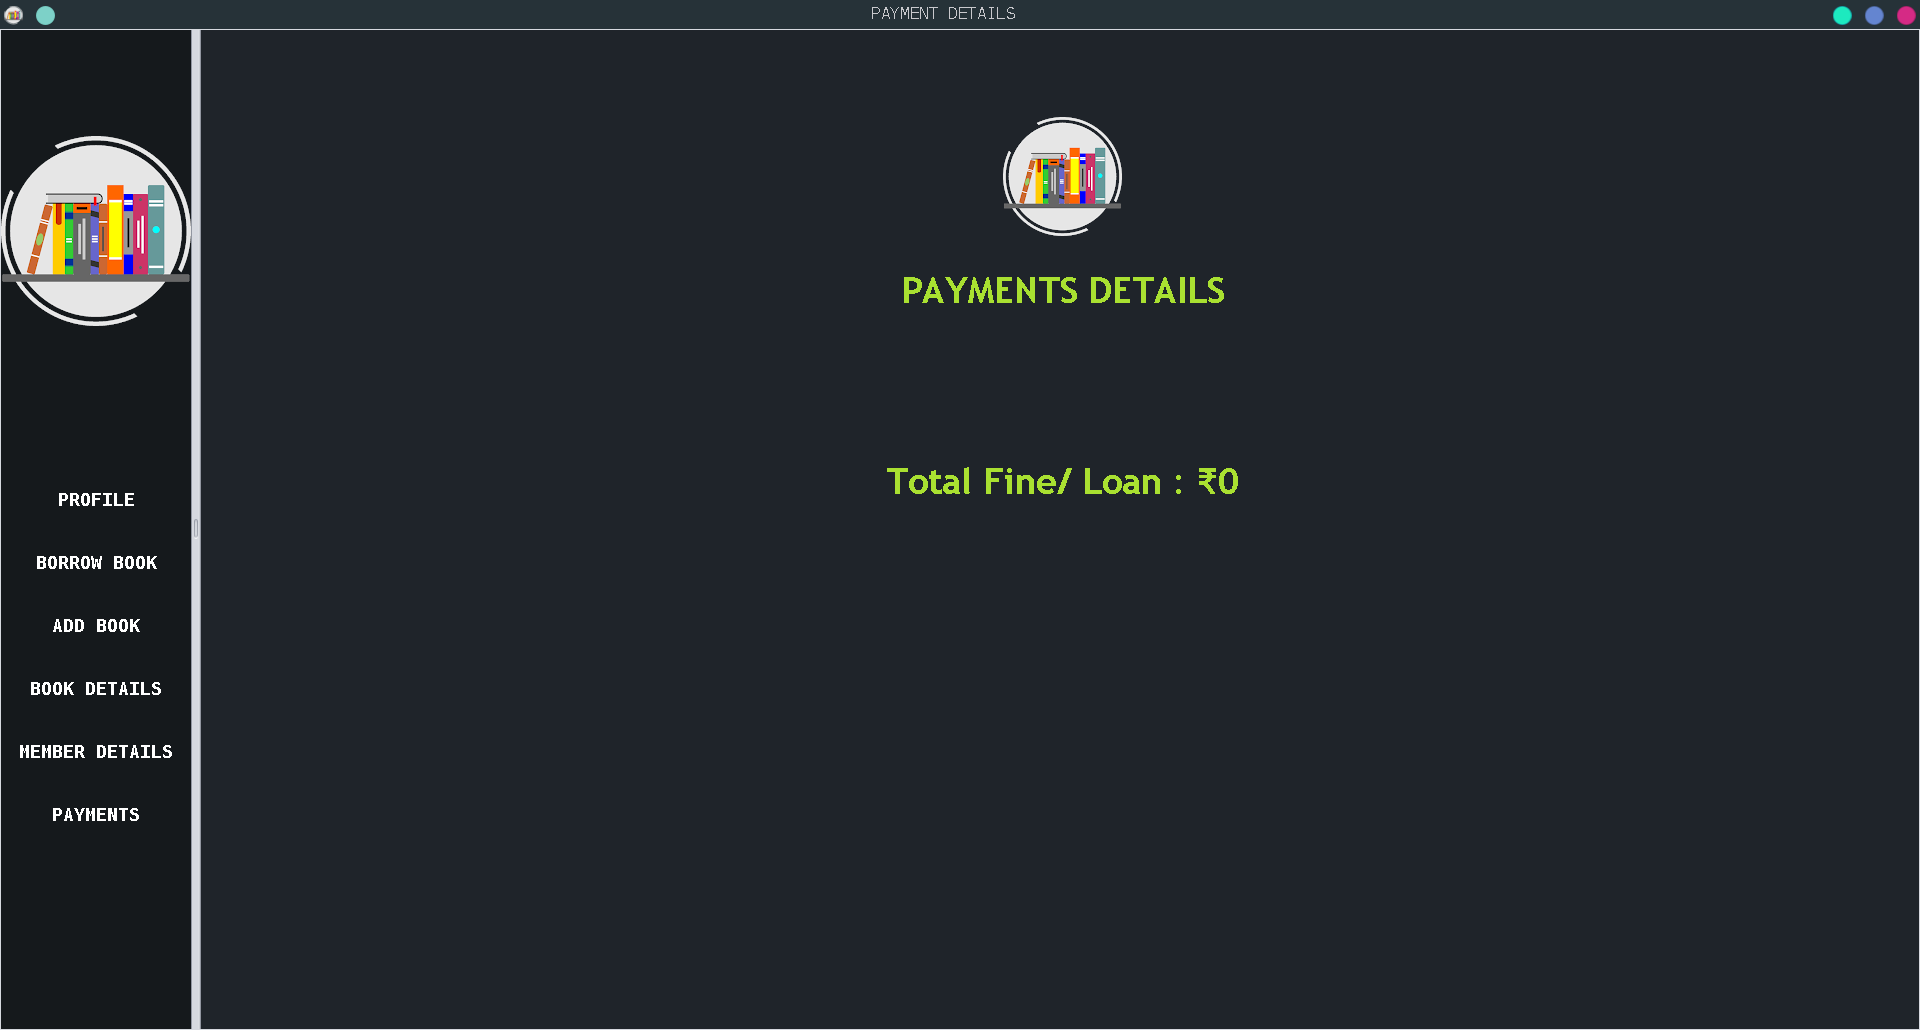 PAYMENT DETAILS
PROFILE
BORROW BOOK
ADD BOOK
BOOK DETAILS
MEMBER DETAILS
PAYMENTS
PAYMENTS DETAILS
Total Fine/ Loan : ₹0